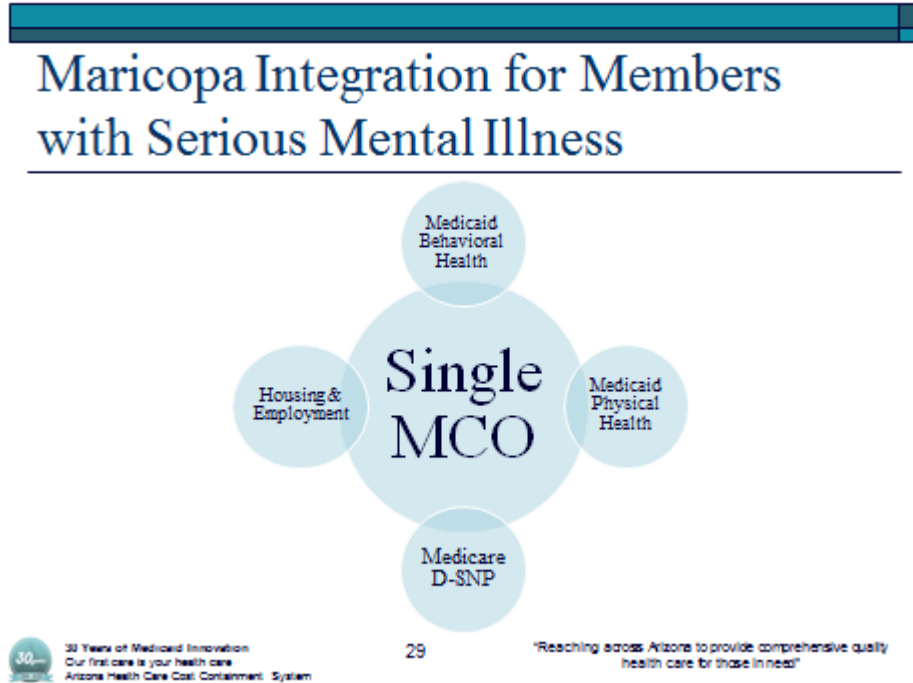 Maricopa Integration for Members
with Serious Mental Illness
Medicaid
Behavioral
Health
Housing &
Employment
Single
MCO
Medicaid
Physical
Health
Medicare
D-SNP
30
30 Years of Medicaid Innovation
Our first care is your health care
Arizona Health Care Cost Containment System
29
"Reaching across Arizona to provide comprehensive quality
health care for those in need"